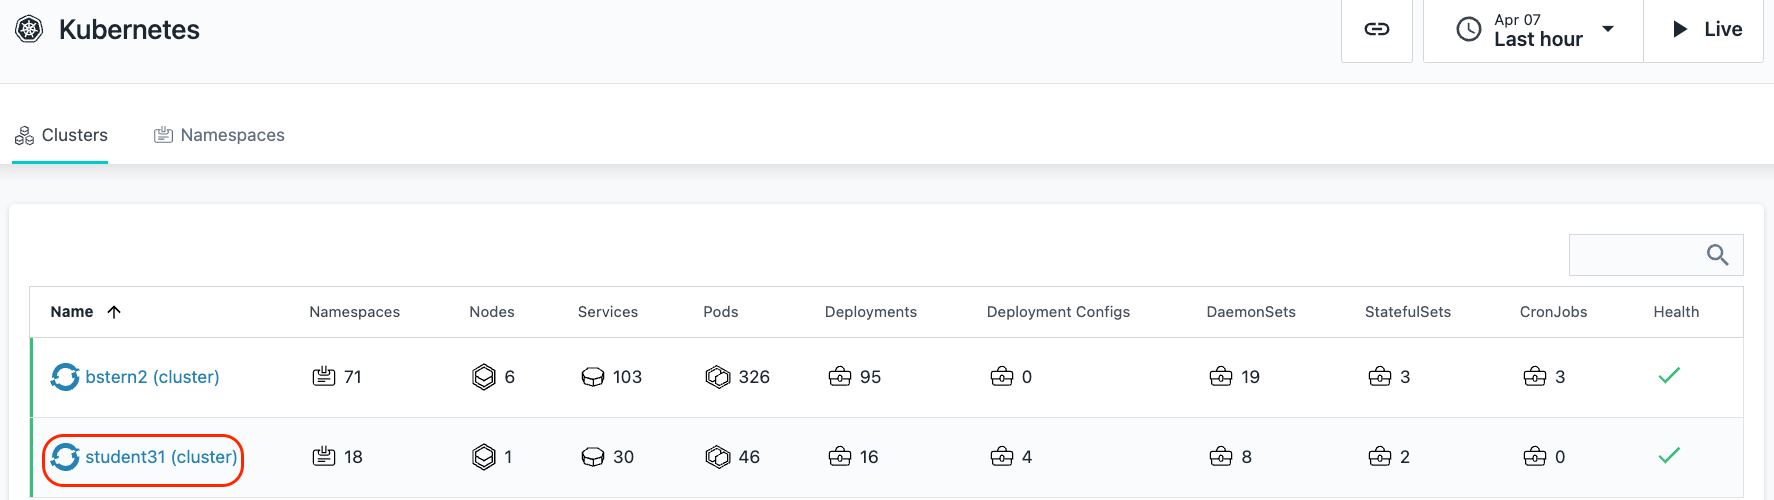 Kubernetes
Apr 07
Last hour
Live
Clusters
Namespaces
Name Namespaces Nodes Services Pods Deployments Deployment Configs DaemonSets StatefulSets CronJobs Health
bstern2 (cluster) 71 6 103 326 95 0 19 3 3
student31 (cluster) 18 1 30 46 16 4 8 2 0